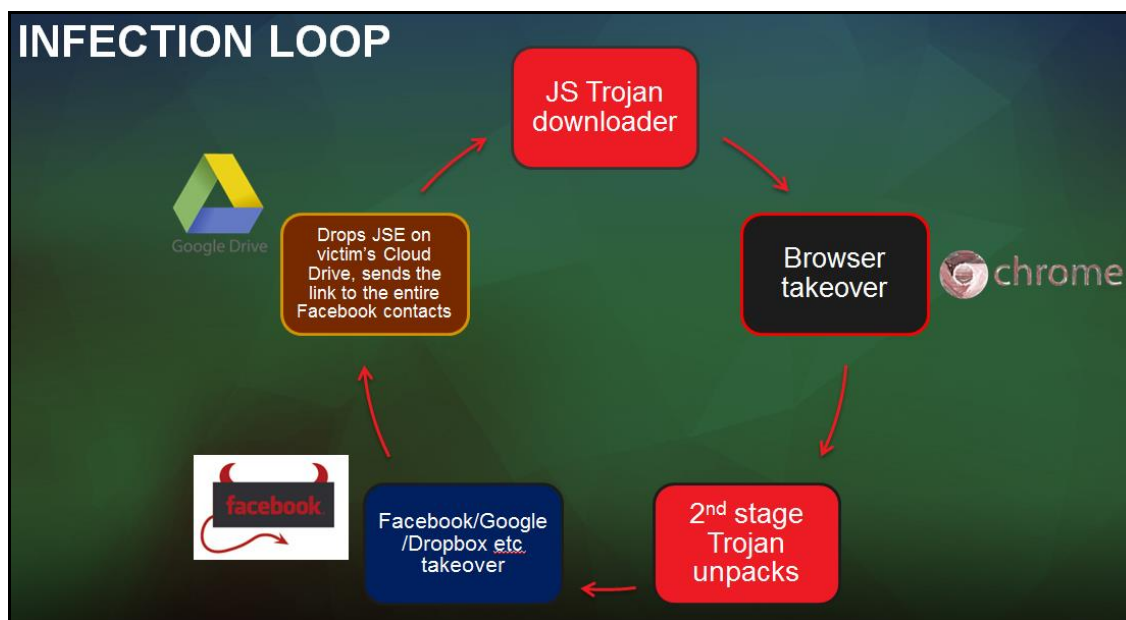 INFECTION LOOP
JS Trojan
downloader
Browser
takeover
chrome
2nd stage
Trojan
unpacks
Facebook/Google
/Dropbox etc
takeover
facebook
Drops JSE on
victim's Cloud
Drive, sends the
link to the entire
Facebook contacts
Google Drive